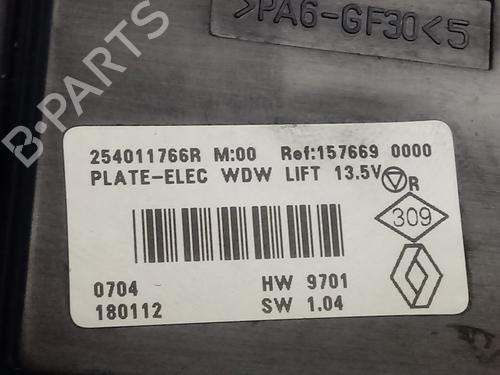 >PA6-GF30<5
B-PARTS
254011766R M:00 Ref:157669 0000
PLATE-ELEC WDW LIFT 13.5V R
309
0704 HW 9701
180112 SW 1.04